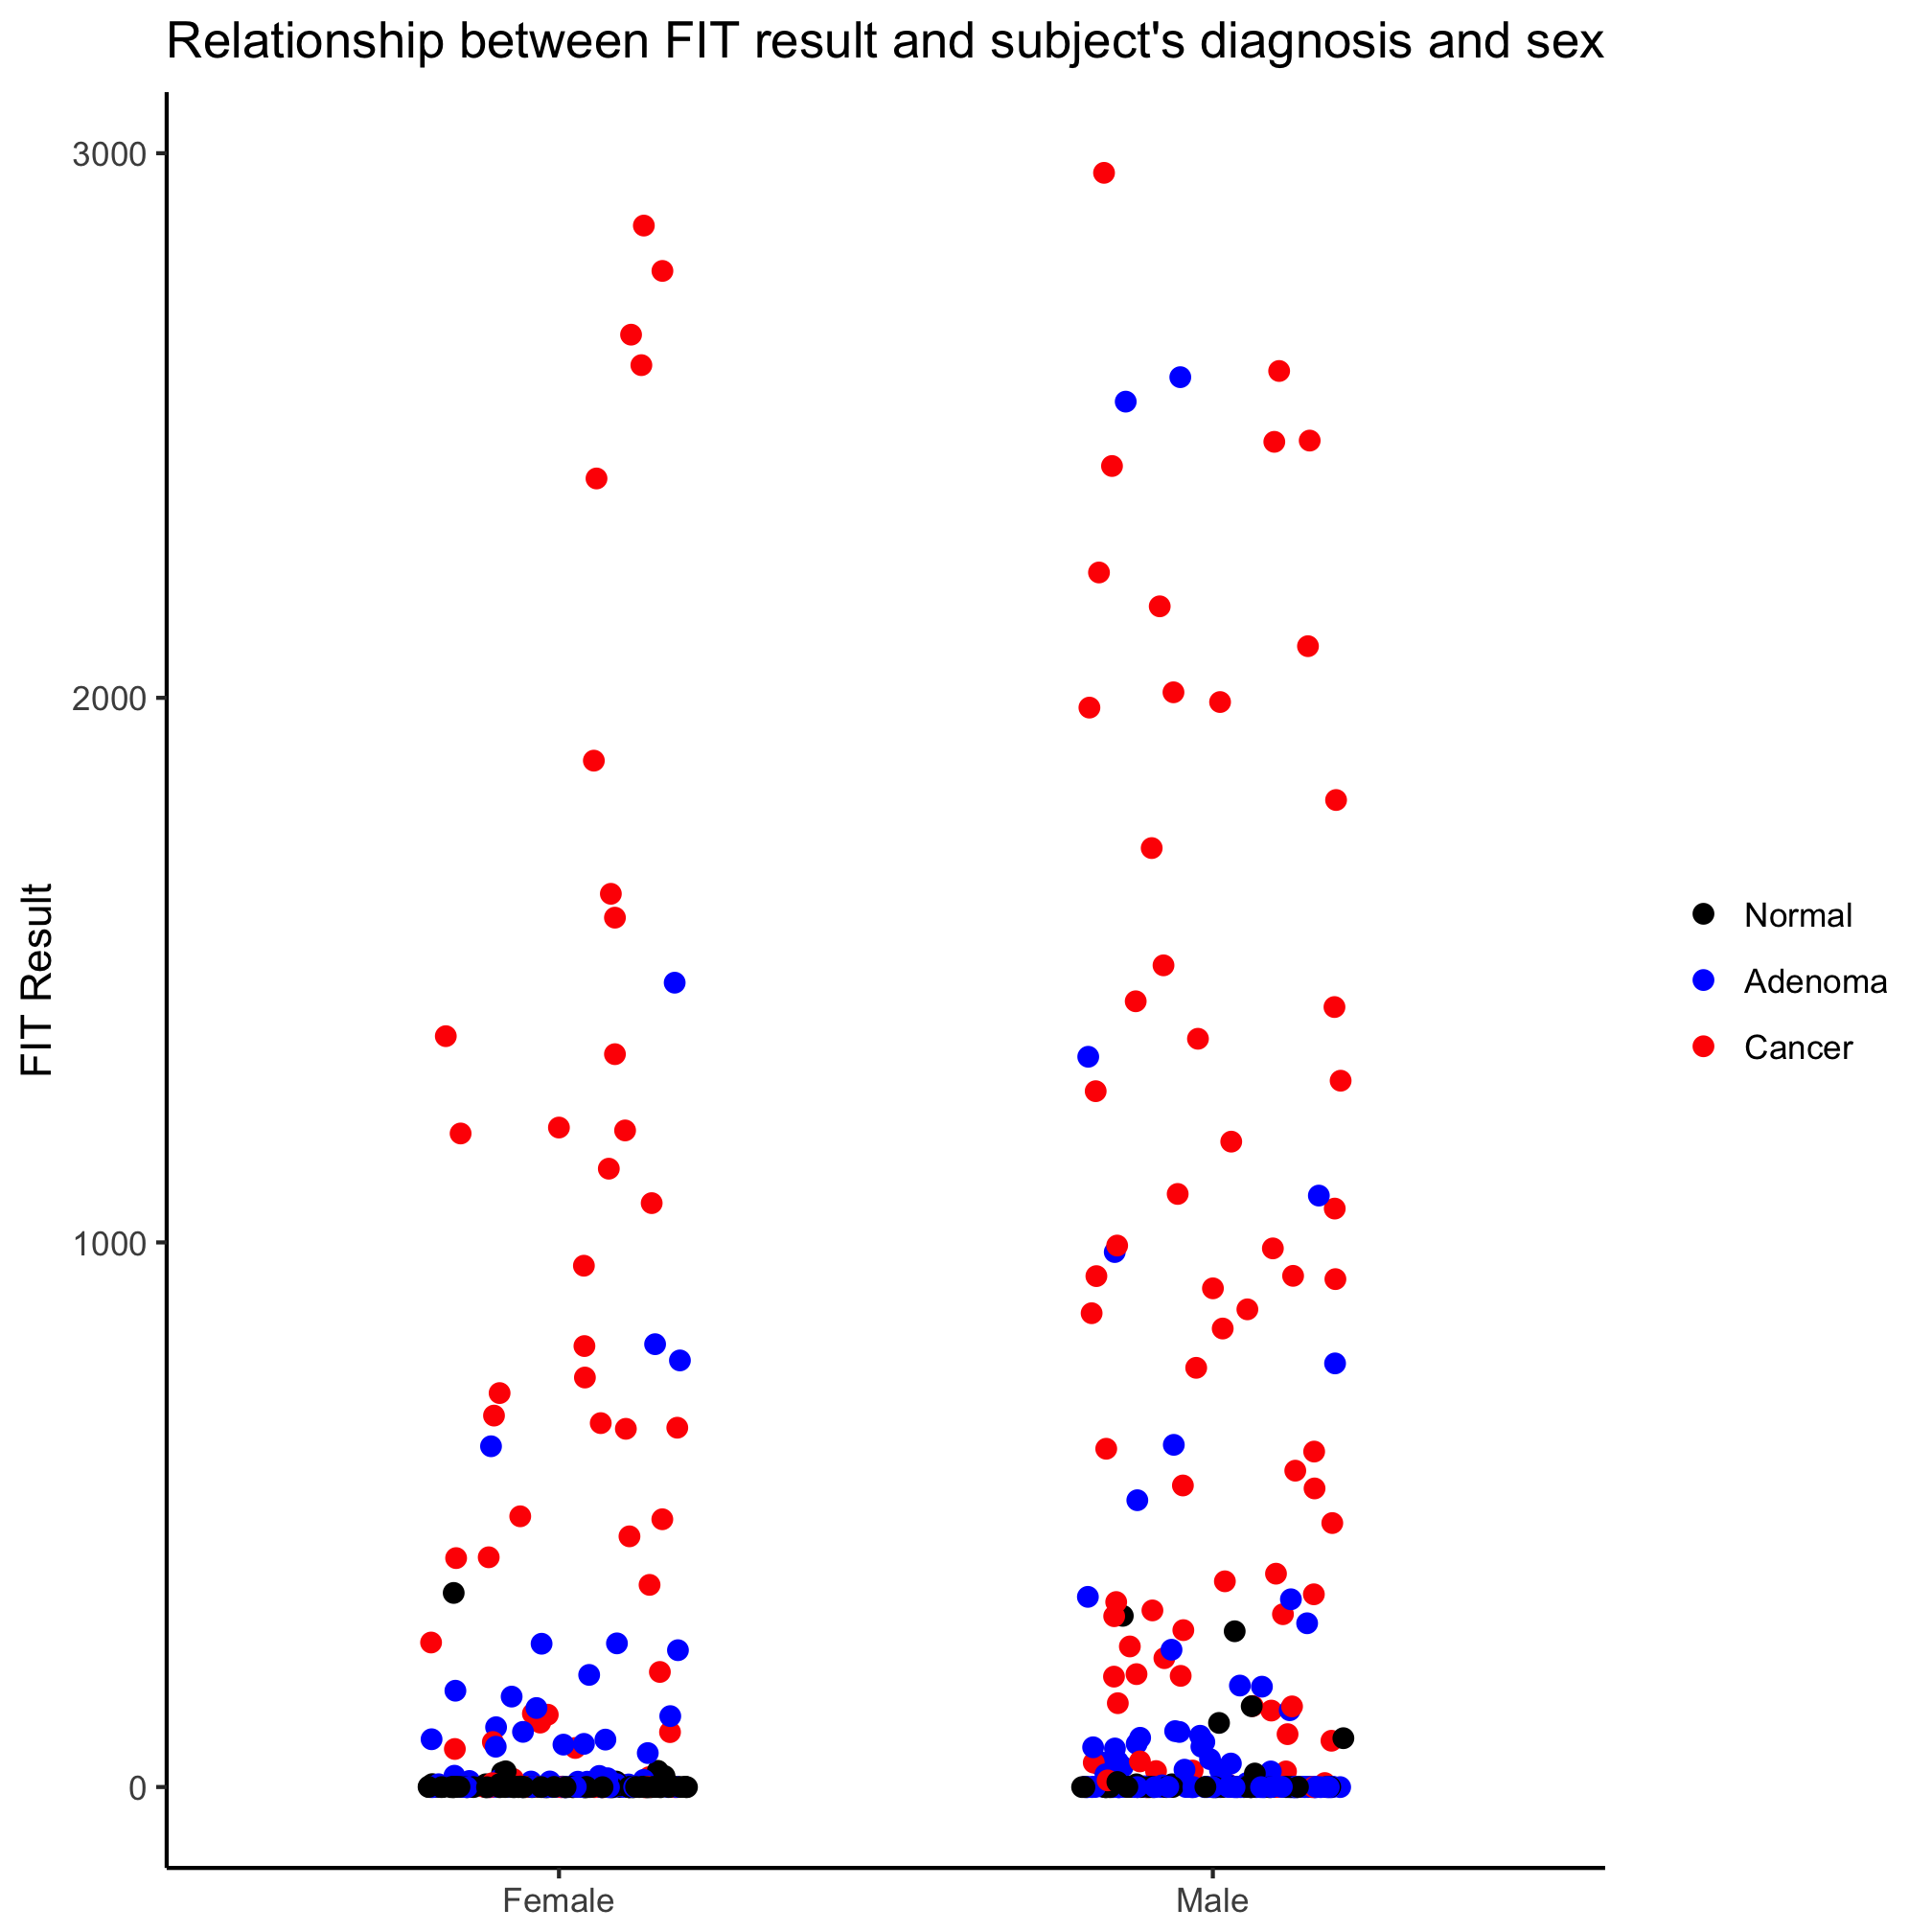 Relationship between FIT result and subject's diagnosis and sex
3000
2000
1000
0
FIT Result
Female
Male
Normal
Adenoma
Cancer